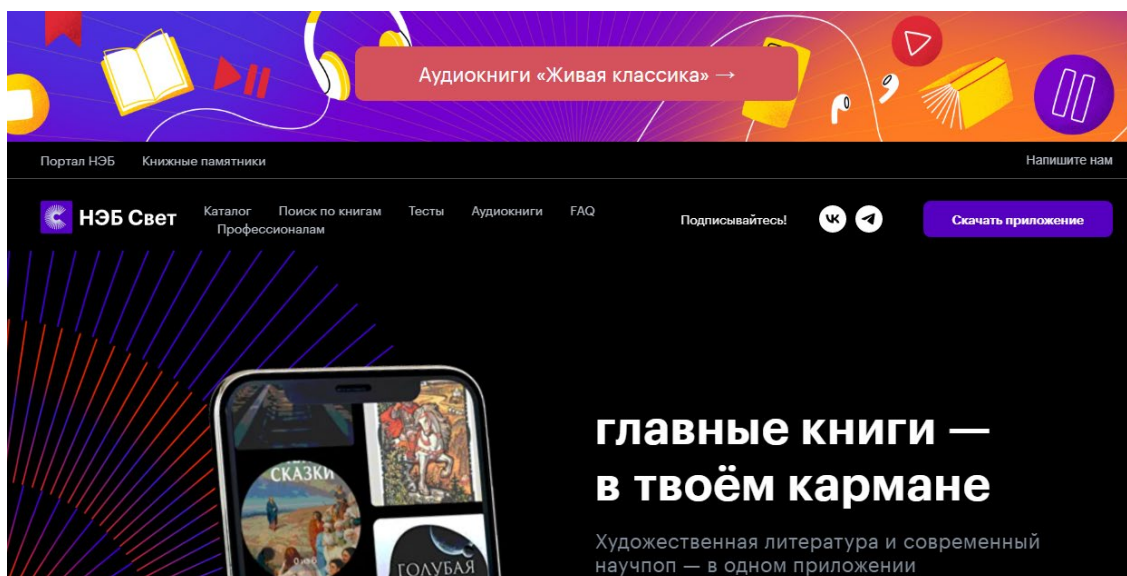 Аудиокниги «Живая классика» →
Портал НЭБ Книжные памятники Напишите нам
НЭБ Свет Каталог Поиск по книгам Тесты Аудиокниги FAQ
Профессионалам
Подписывайтесь! Скачать приложение
СКАЗКИ
ГОЛУБАЯ
главные книги —
в твоём кармане
Художественная литература и современный
научпоп — в одном приложении